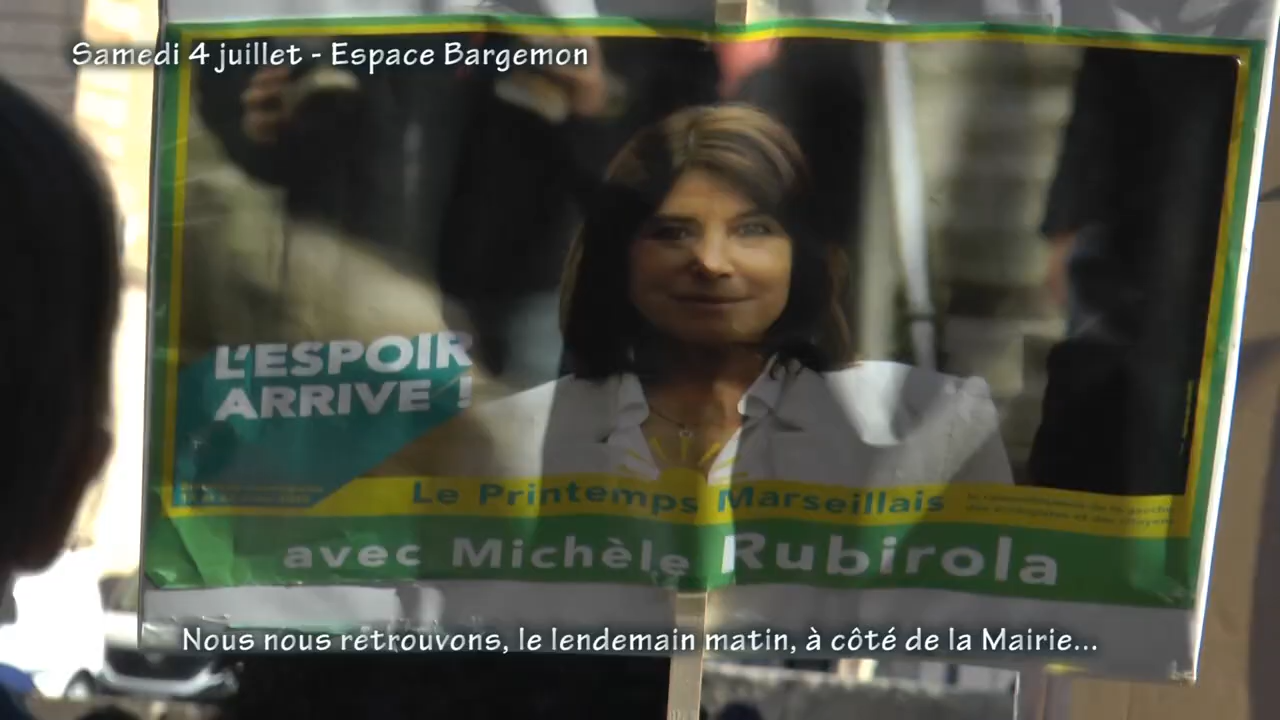 Samedi 4 juillet - Espace Bargemon
L'ESPOIR
ARRIVE !
Le Printemps Marseillais
avec Michèle Rubirola
Nous nous retrouvons, le lendemain matin, à côté de la Mairie...